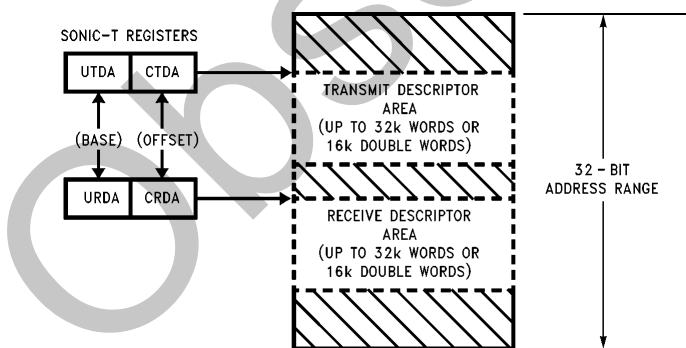 SONIC-T REGISTERS
UTDA CTDA
(BASE) (OFFSET)
URDA CRDA
TRANSMIT DESCRIPTOR
AREA
(UP TO 32k WORDS OR
16k DOUBLE WORDS)
RECEIVE DESCRIPTOR
AREA
(UP TO 32k WORDS OR
16k DOUBLE WORDS)
32-BIT
ADDRESS RANGE